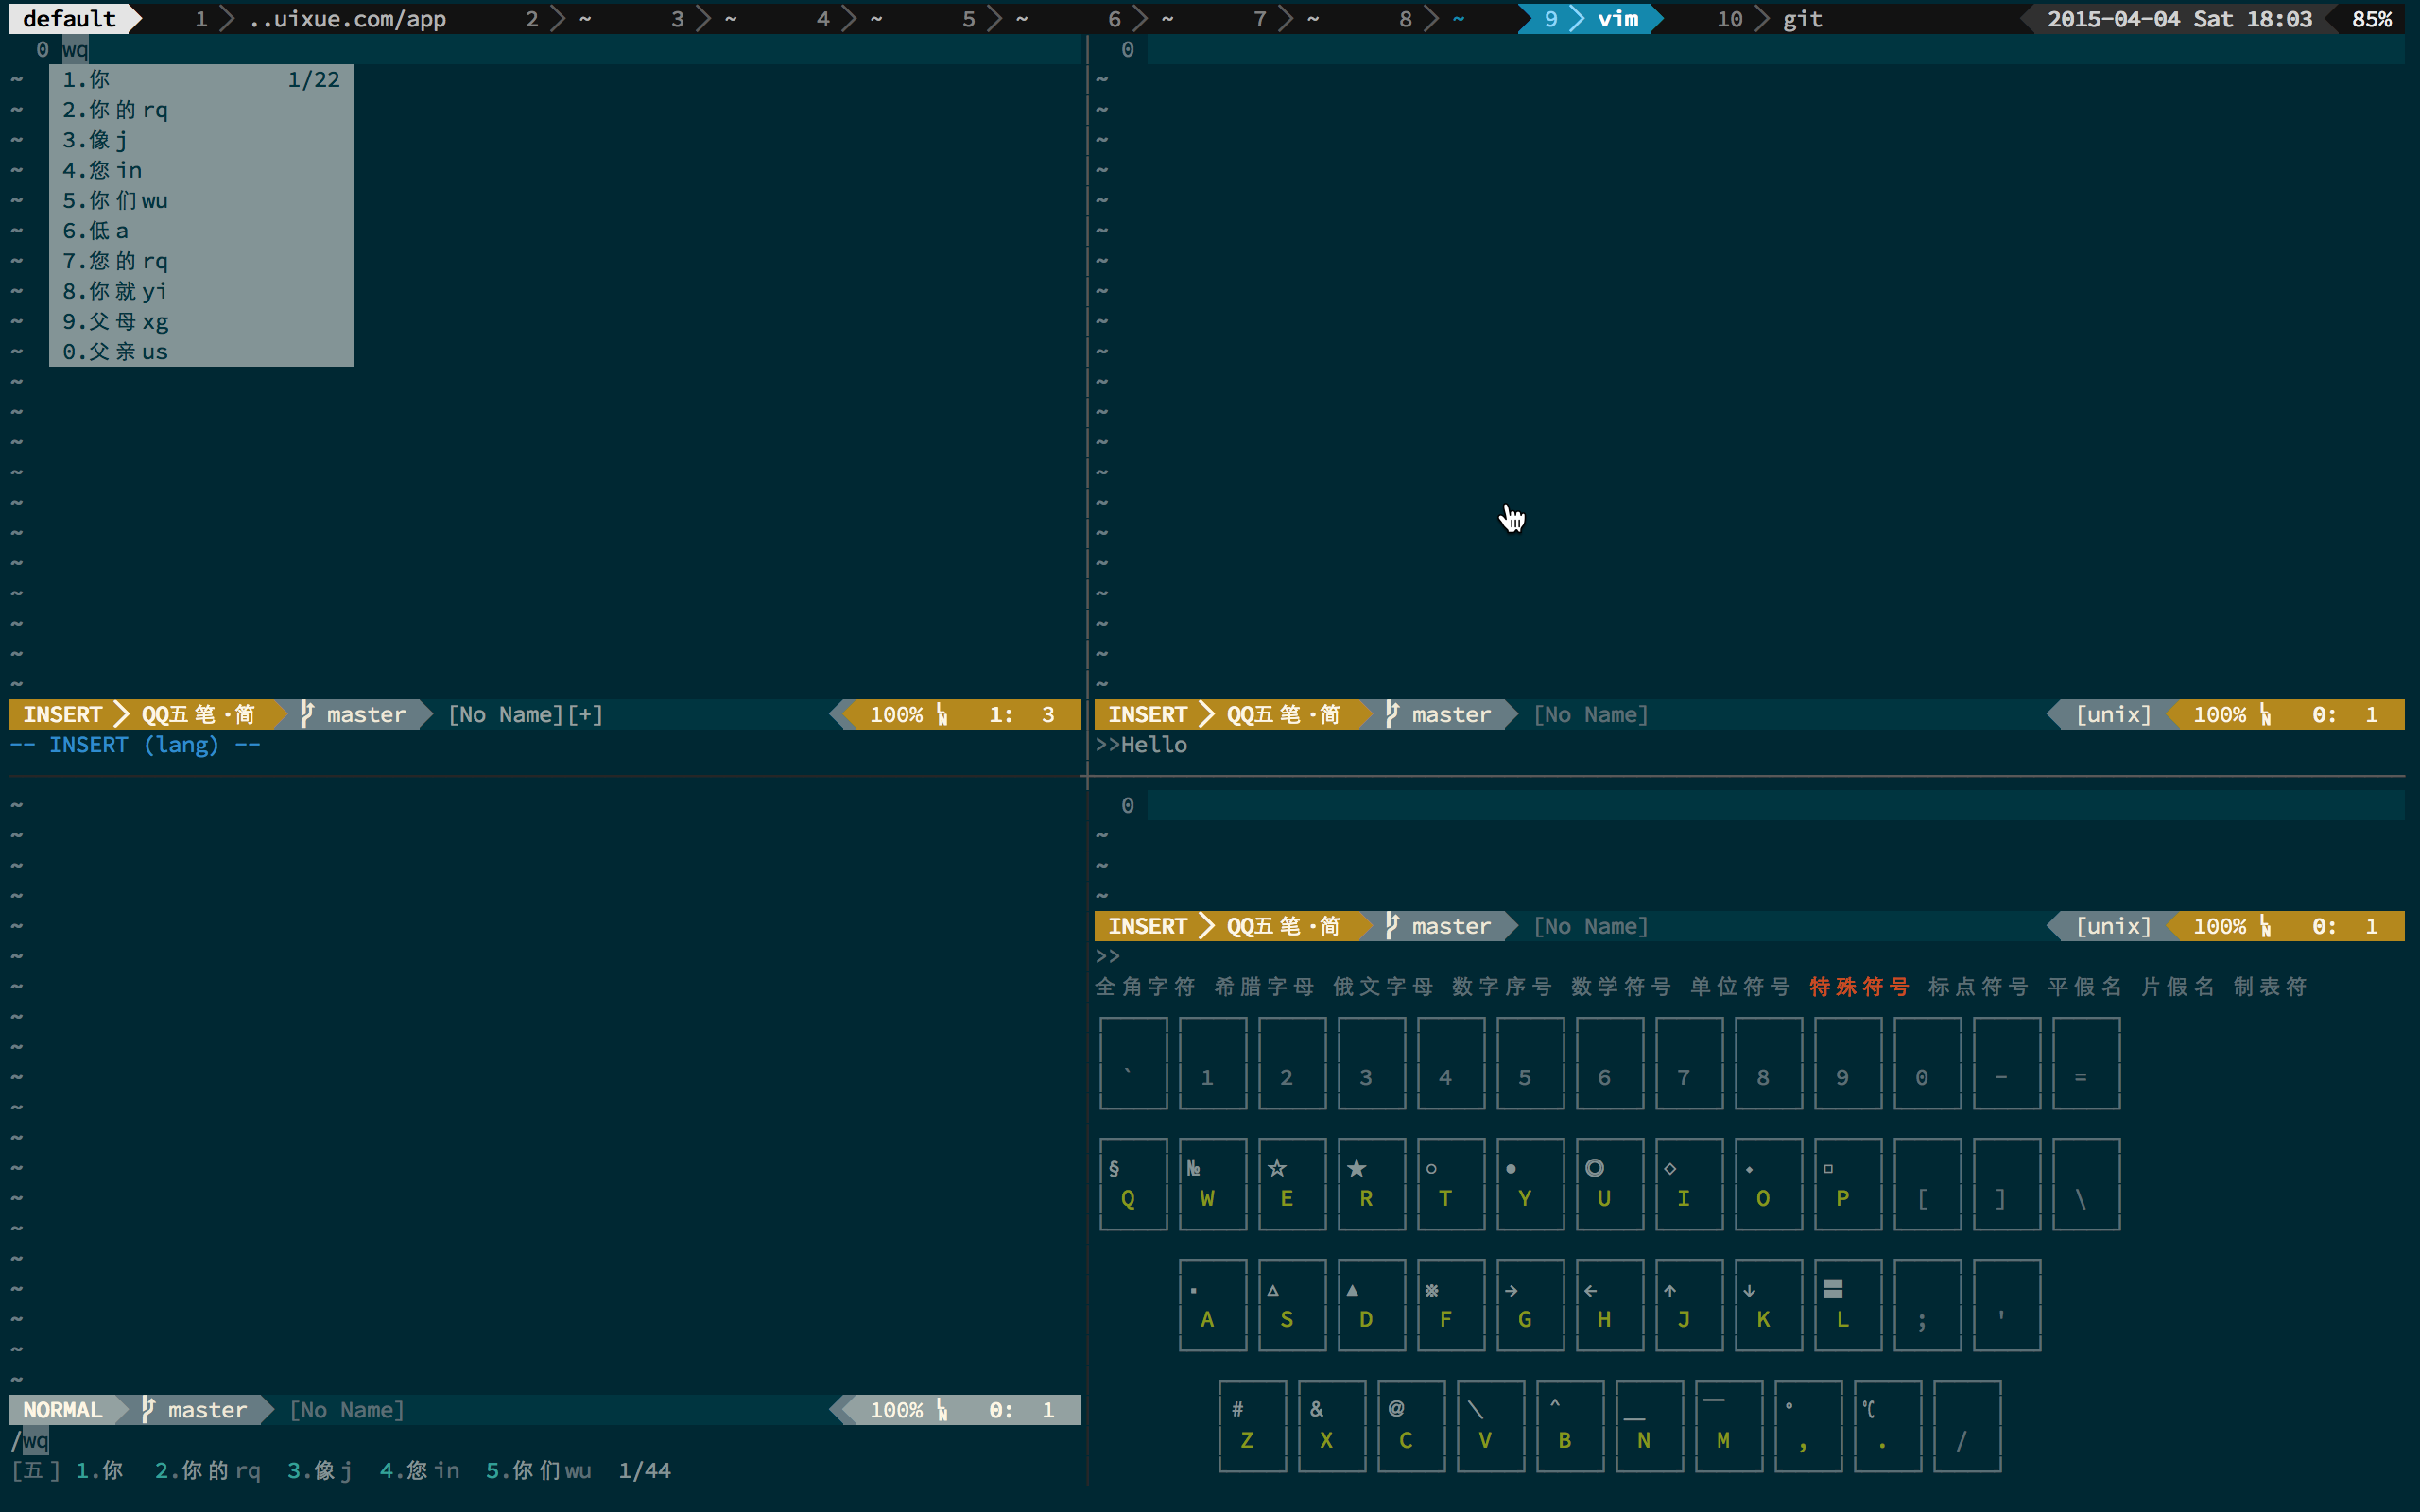 default 1 ..uixue.com/app 2 ~ 3 ~ 4 ~ 5 ~ 6 ~ 7 ~ 8 ~ 9 vim 10 git 2015-04-04 Sat 18:03 85%
0 wq
1.你 1/22
2.你的rq
3.像j
4.您in
5.你们wu
6.低a
7.您的rq
8.你就yi
9.父母xg
0.父亲us
INSERT QQ五笔·简 master [No Name][+] 100% 1: 3
-- INSERT (lang) --
0
INSERT QQ五笔·简 master [No Name] [unix] 100% 0: 1
>>Hello
NORMAL master [No Name] 100% 0: 1
/wq
[五] 1.你 2.你的rq 3.像j 4.您in 5.你们wu 1/44
0
INSERT QQ五笔·简 master [No Name] [unix] 100% 0: 1
>>
全角字符 希腊字母 俄文字母 数字序号 数学符号 单位符号 特殊符号 标点符号 平假名 片假名 制表符
` 1 2 3 4 5 6 7 8 9 0 - =
§ № ☆ ★ ○ ● ◎ ◇ ◆ □
Q W E R T Y U I O P [ ] \
■ △ ▲ ※ → ← ↑ ↓ 〓
A S D F G H J K L ; '
# & @ \ ^ _ ￣ ° ℃
Z X C V B N M , . /